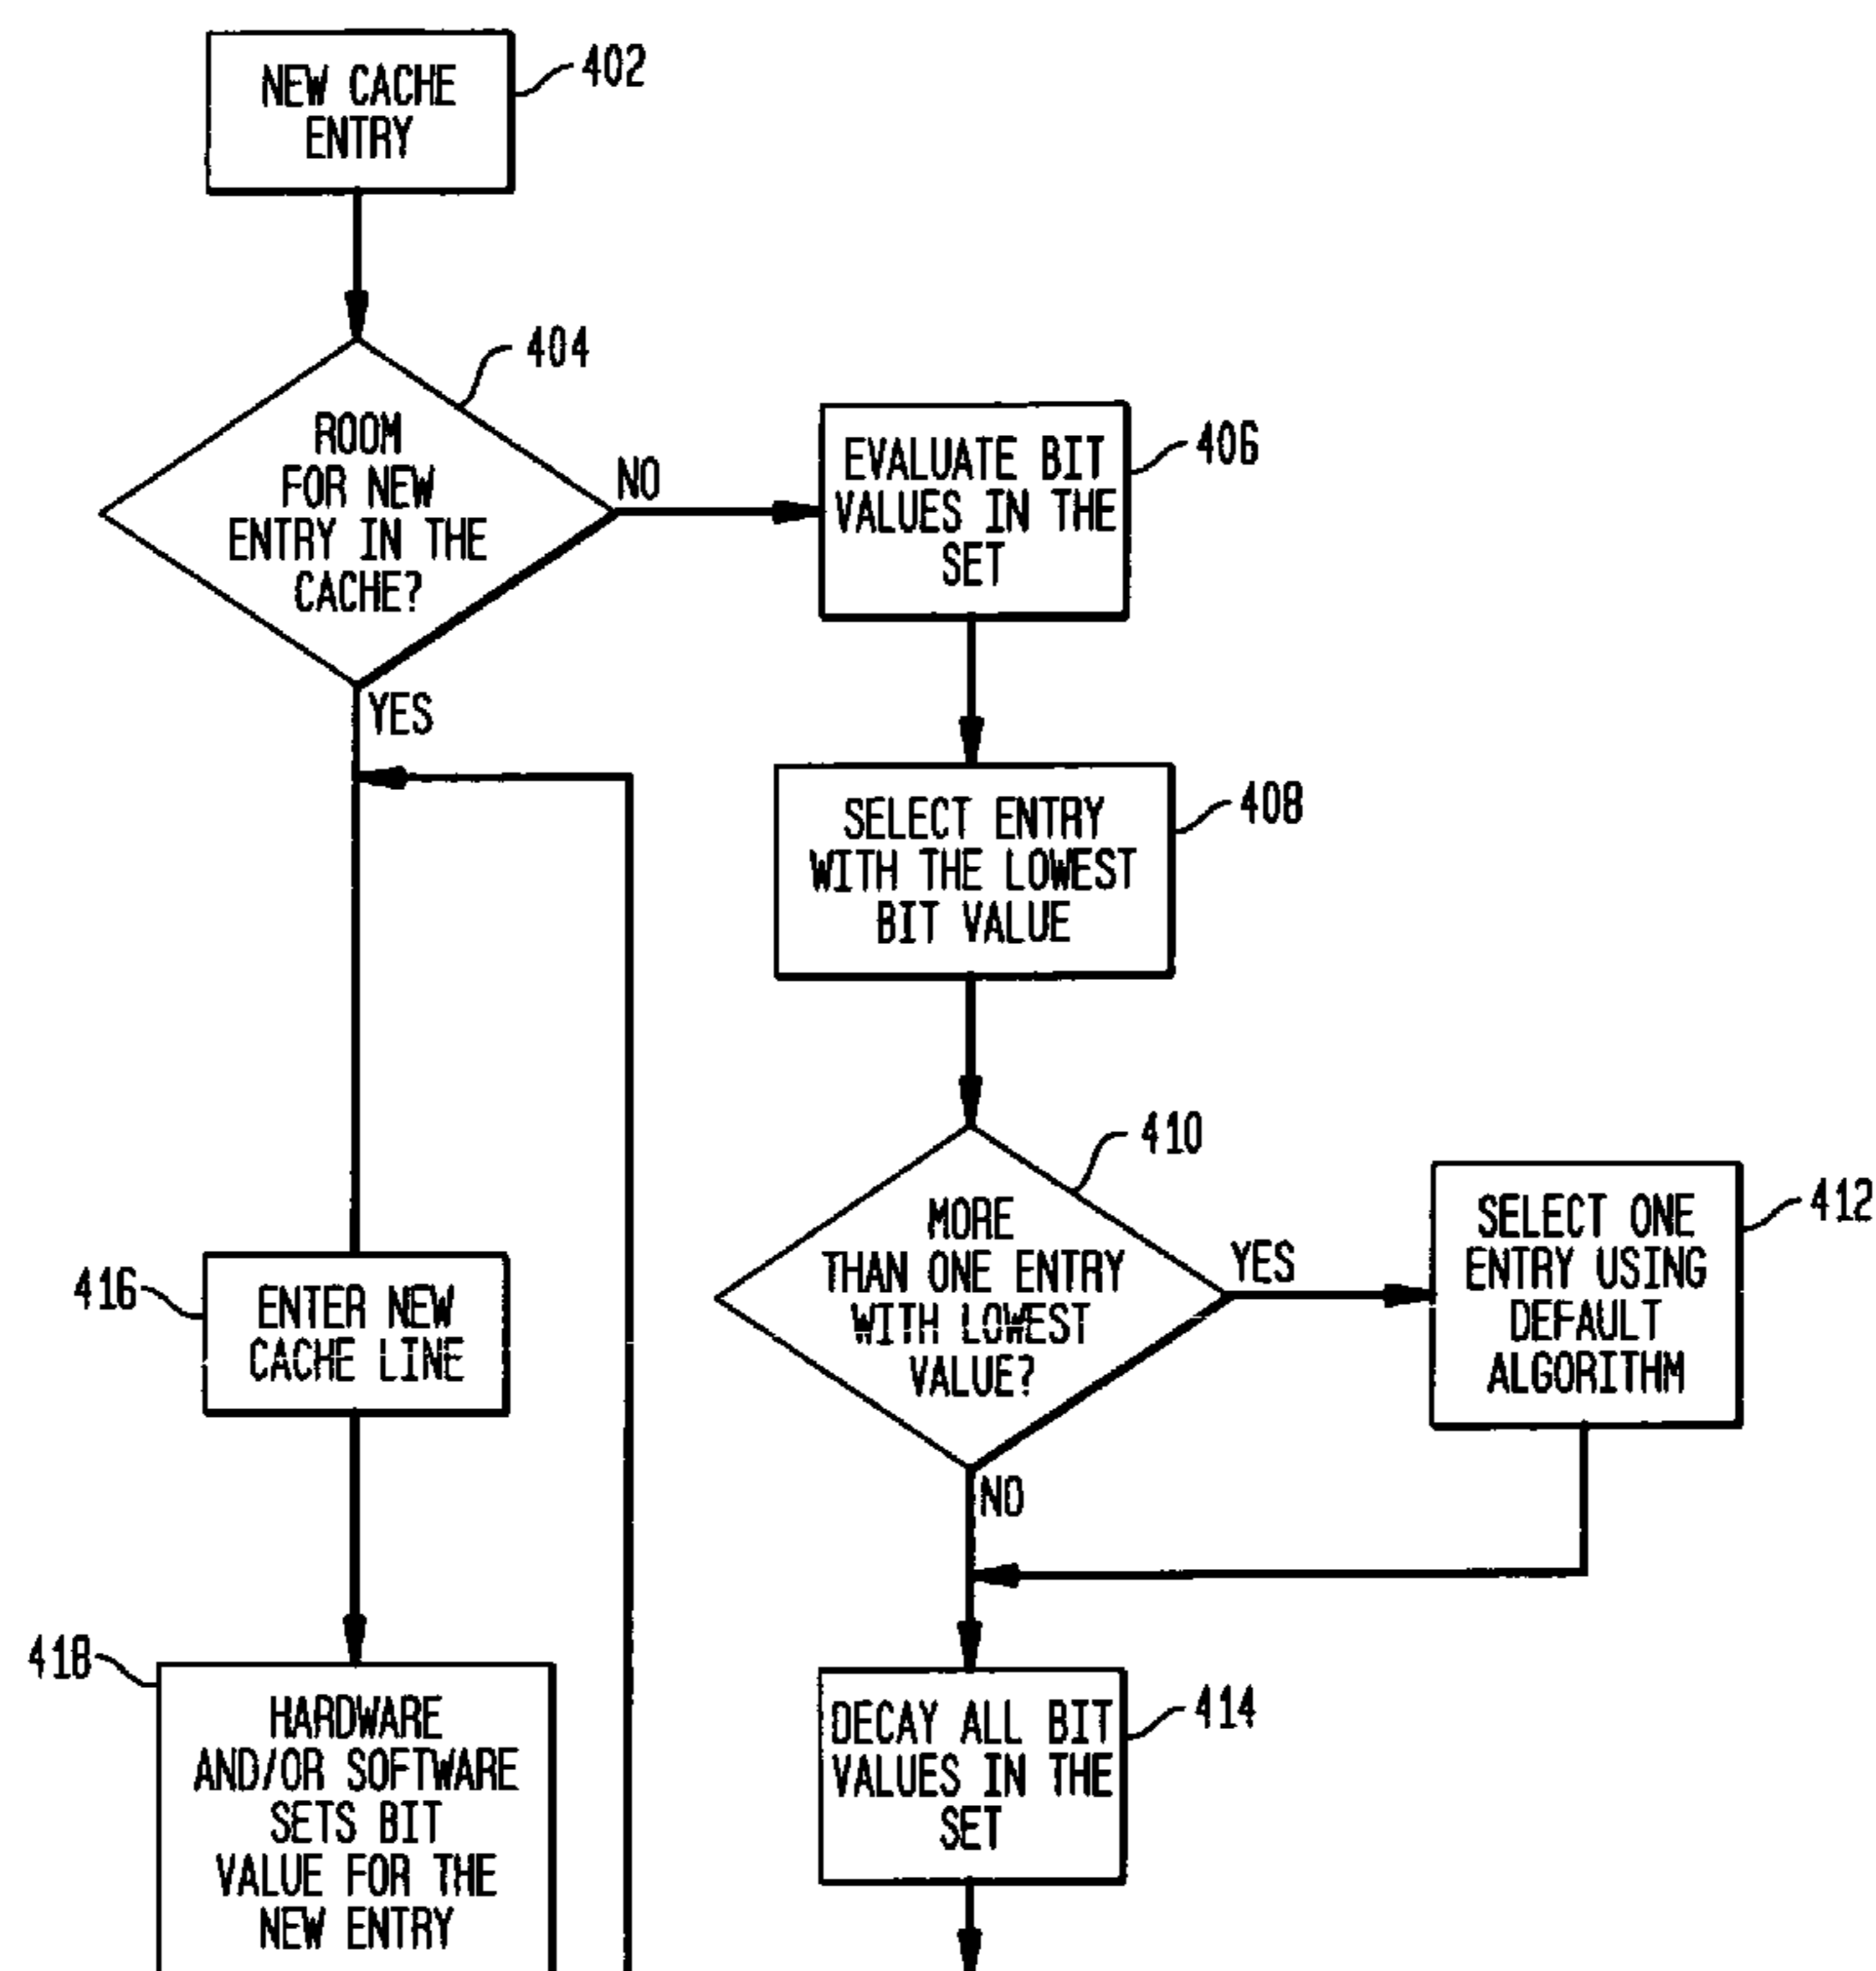 NEW CACHE
ENTRY
402
404
ROOM
FOR NEW
ENTRY IN THE
CACHE?
NO
YES
EVALUATE BIT
VALUES IN THE
SET
406
SELECT ENTRY
WITH THE LOWEST
BIT VALUE
408
410
MORE
THAN ONE ENTRY
WITH LOWEST
VALUE?
YES
NO
SELECT ONE
ENTRY USING
DEFAULT
ALGORITHM
412
DECAY ALL BIT
VALUES IN THE
SET
414
416
ENTER NEW
CACHE LINE
418
HARDWARE
AND/OR SOFTWARE
SETS BIT
VALUE FOR THE
NEW ENTRY